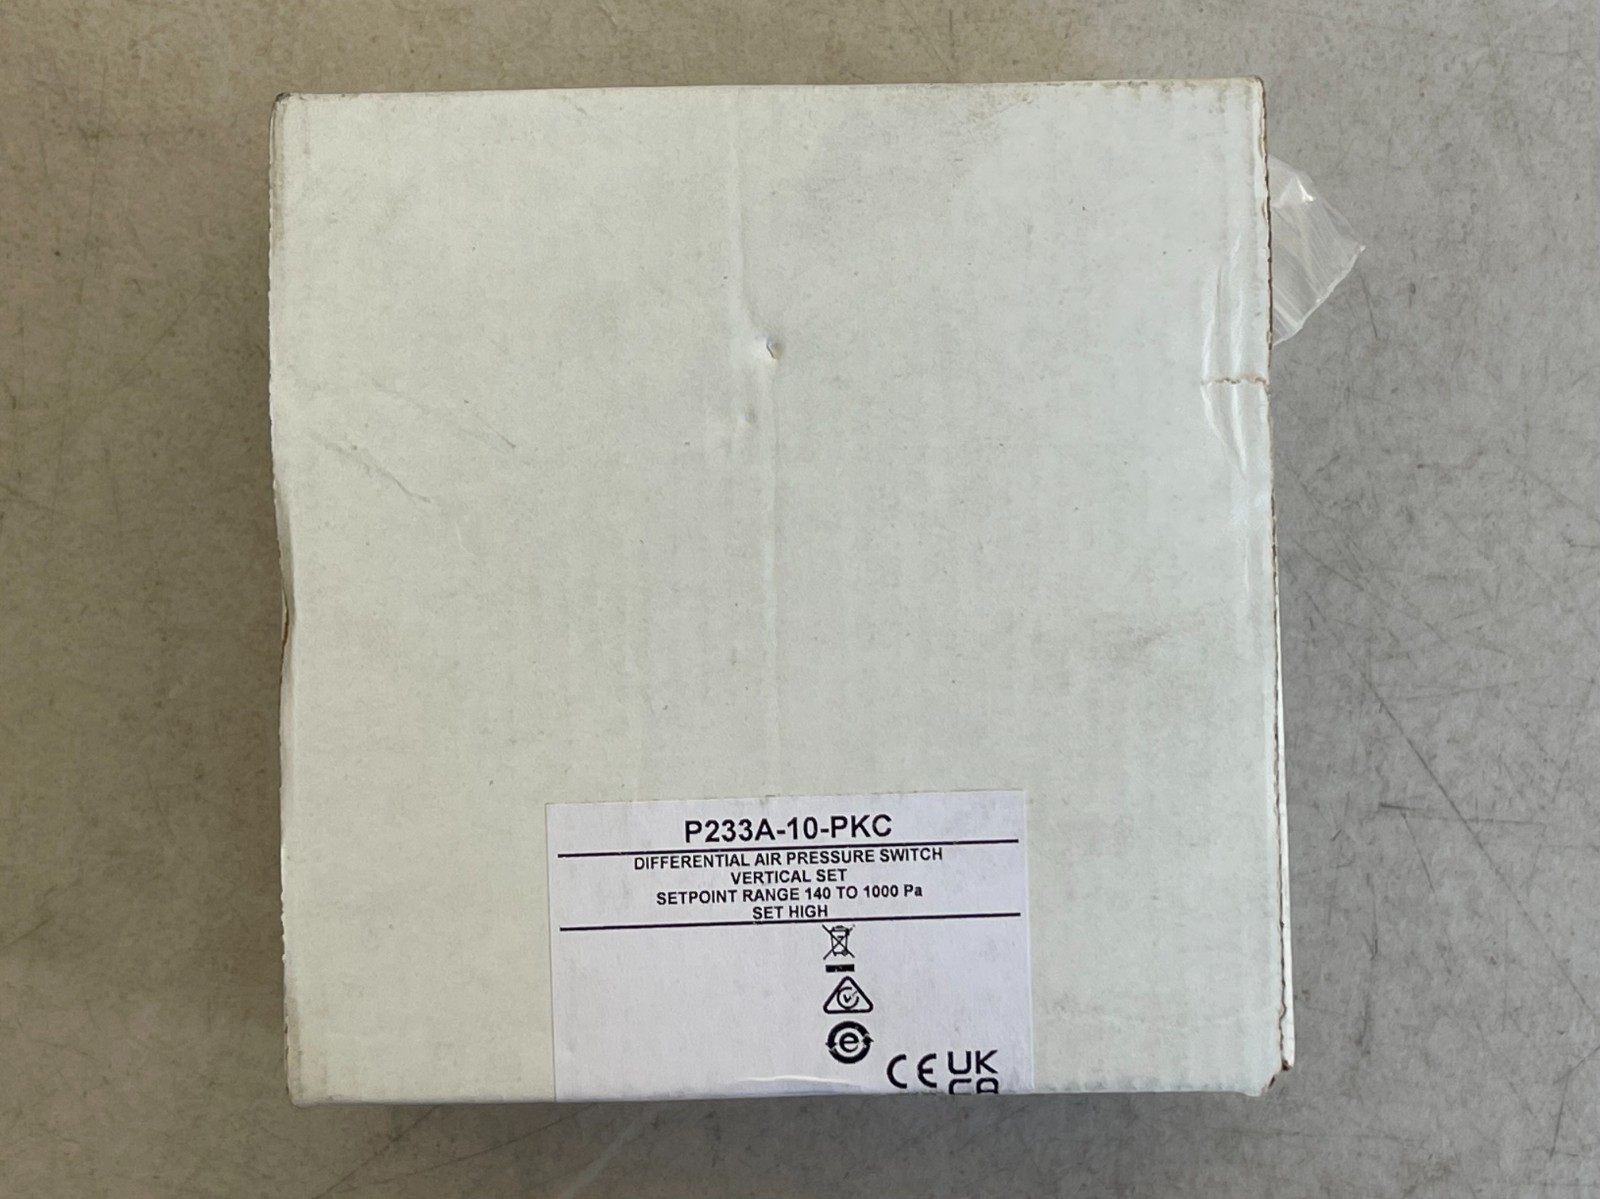 P233A-10-PKC
DIFFERENTIAL AIR PRESSURE SWITCH
VERTICAL SET
SETPOINT RANGE 140 TO 1000 Pa
SET HIGH
e
CE UK
CA